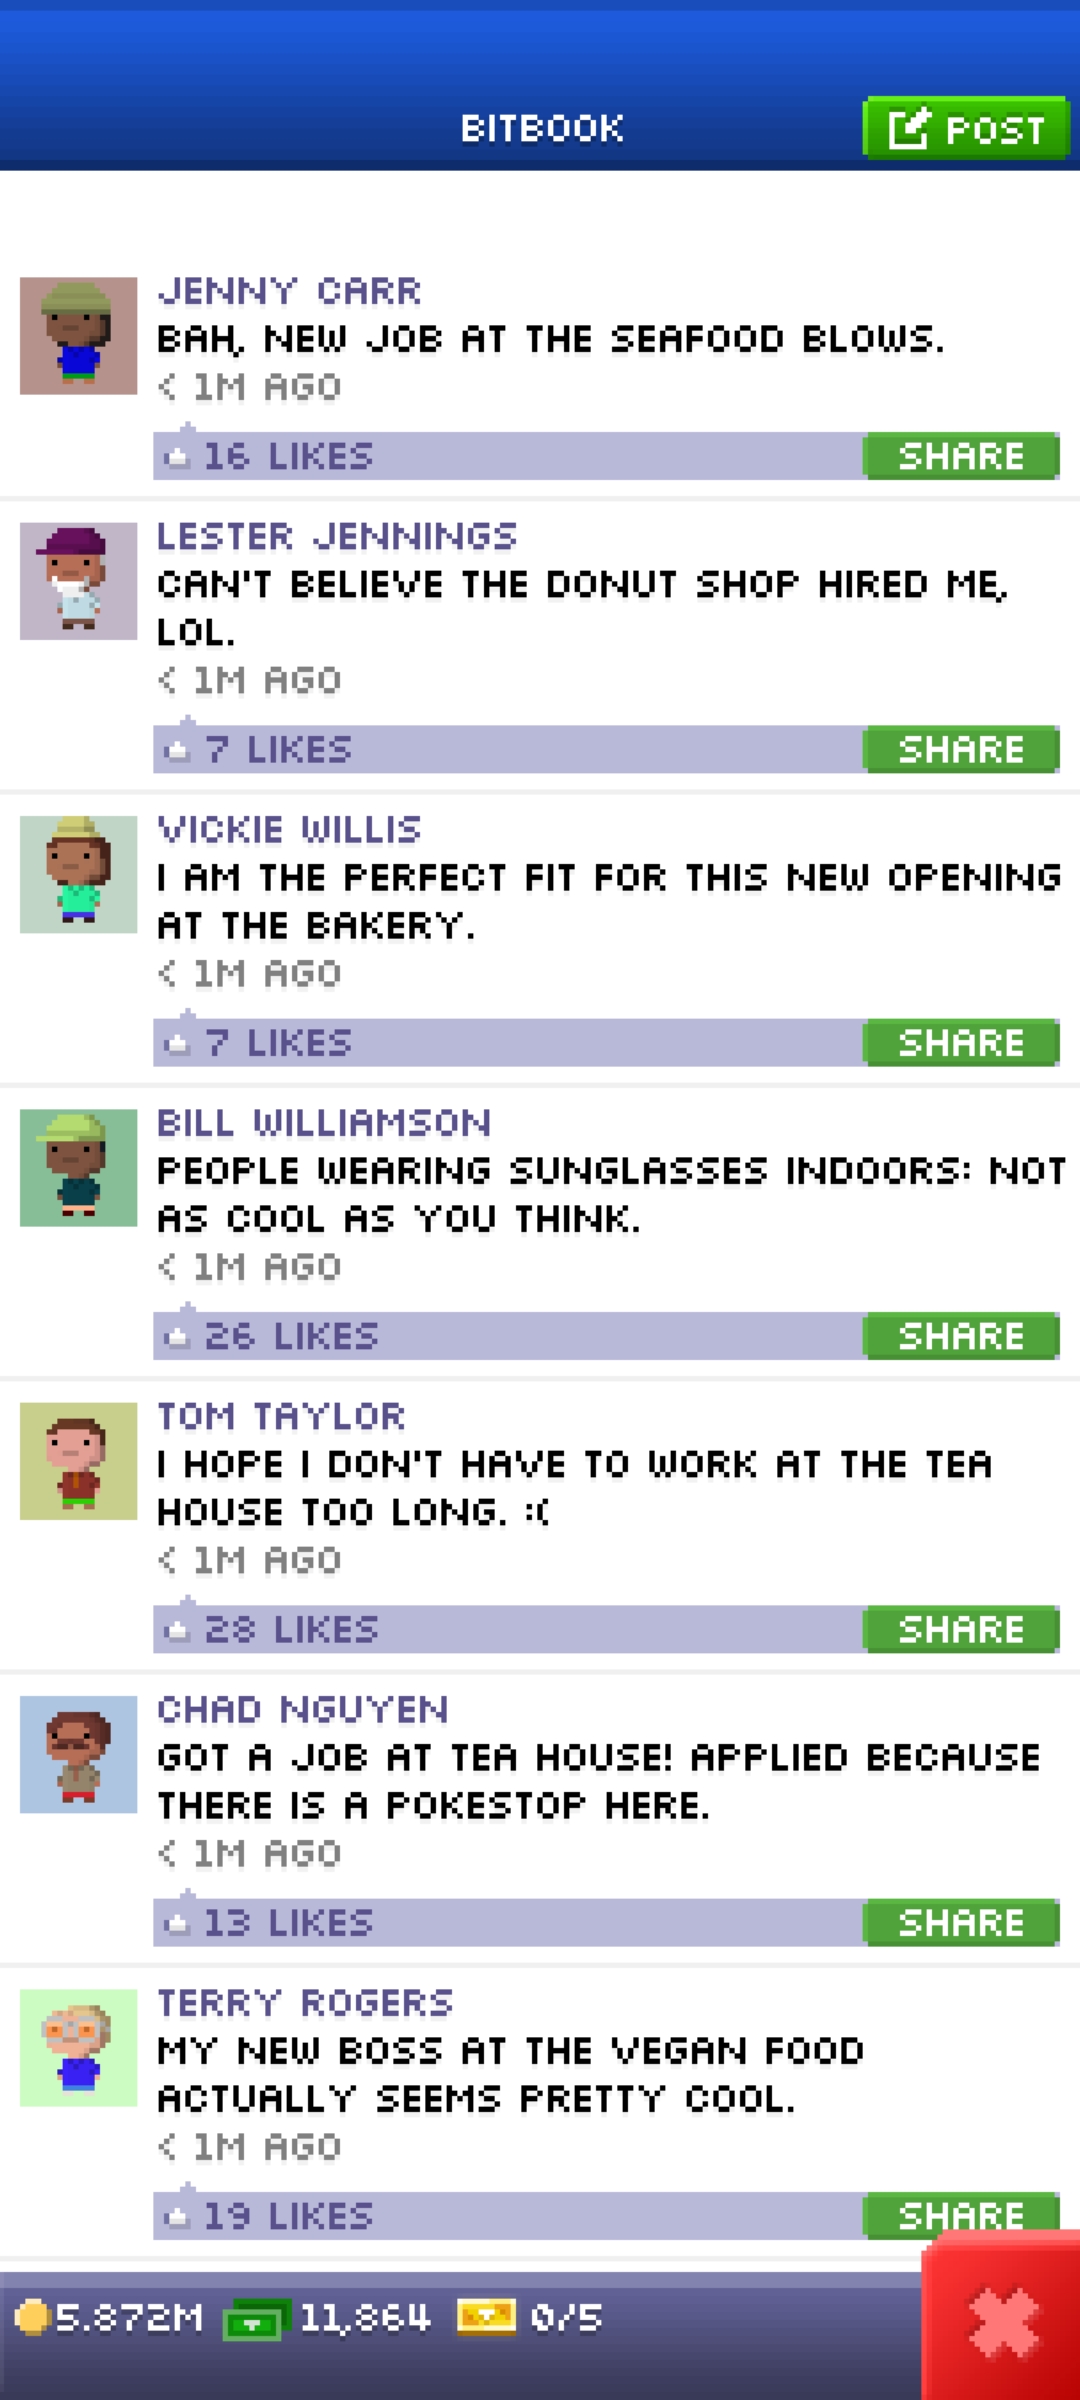 BITBOOK
POST
JENNY CARR
BAH, NEW JOB AT THE SEAFOOD BLOWS.
< 1M AGO
16 LIKES
SHARE
LESTER JENNINGS
CAN'T BELIEVE THE DONUT SHOP HIRED ME,
LOL.
< 1M AGO
7 LIKES
SHARE
VICKIE WILLIS
I AM THE PERFECT FIT FOR THIS NEW OPENING
AT THE BAKERY.
< 1M AGO
7 LIKES
SHARE
BILL WILLIAMSON
PEOPLE WEARING SUNGLASSES INDOORS: NOT
AS COOL AS YOU THINK.
< 1M AGO
26 LIKES
SHARE
TOM TAYLOR
I HOPE I DON'T HAVE TO WORK AT THE TEA
HOUSE TOO LONG. :(
< 1M AGO
28 LIKES
SHARE
CHAD NGUYEN
GOT A JOB AT TEA HOUSE! APPLIED BECAUSE
THERE IS A POKESTOP HERE.
< 1M AGO
13 LIKES
SHARE
TERRY ROGERS
MY NEW BOSS AT THE VEGAN FOOD
ACTUALLY SEEMS PRETTY COOL.
< 1M AGO
19 LIKES
SHARE
5.872M 11,864 0/5